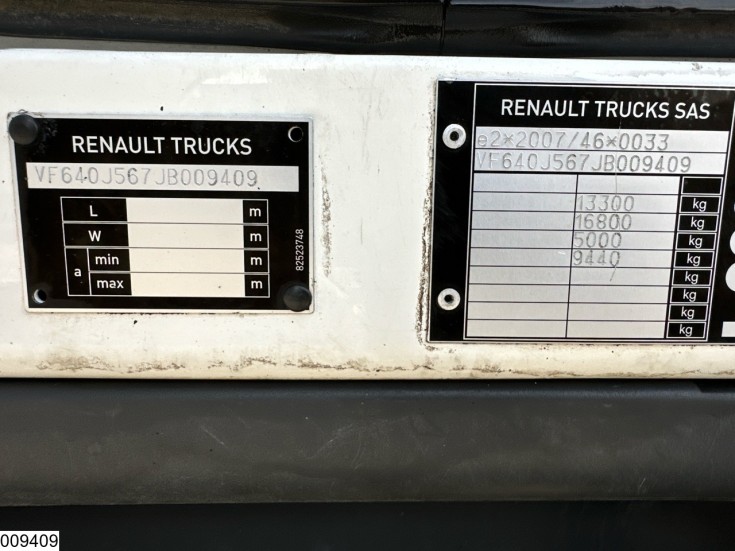 RENAULT TRUCKS
VF640J567JB009409
L m
W m
a min m
max m
82523748
RENAULT TRUCKS SAS
e2*2007/46*0033
VF640J567JB009409
13300 kg
16800 kg
5000 kg
9440 kg
kg
kg
kg
kg
009409